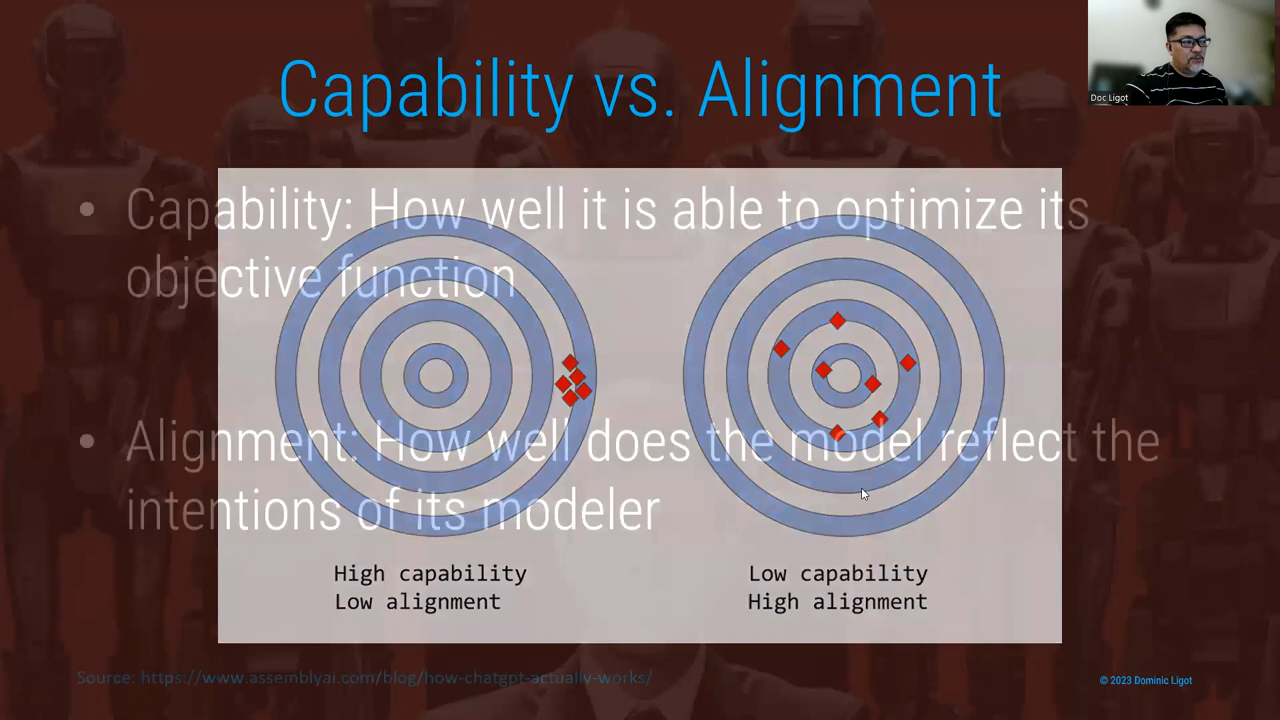 Capability vs. Alignment
Doc Ligot
• Capability: How well it is able to optimize its
objective function
• Alignment: How well does the model reflect the
intentions of its modeler
High capability
Low alignment
Low capability
High alignment
Source: https://www.assemblyai.com/blog/how-chatgpt-actually-works/
© 2023 Dominic Ligot